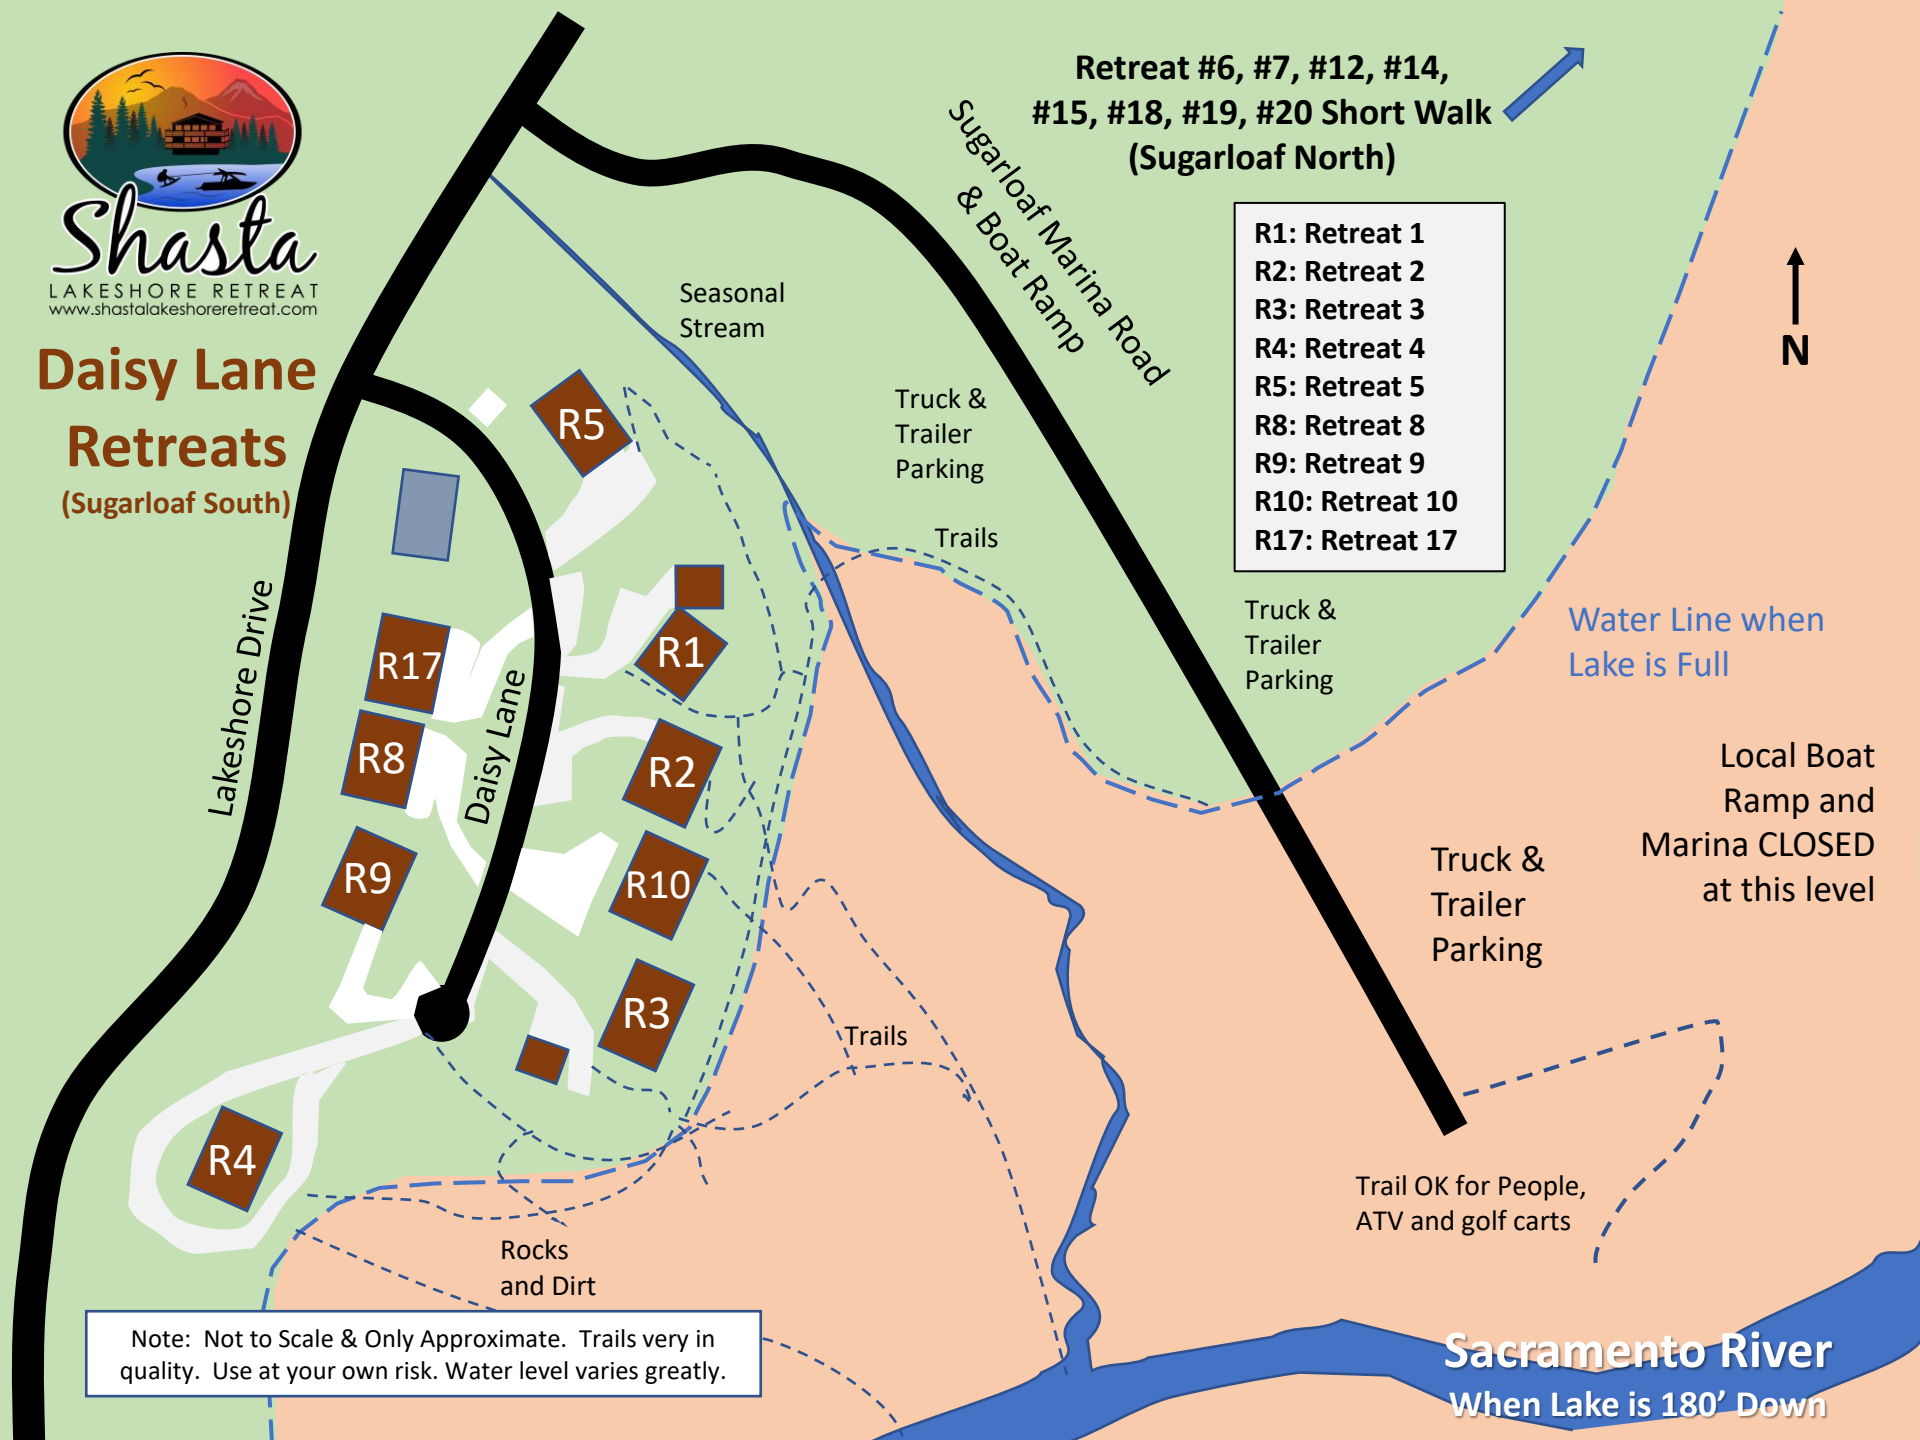 Shasta
LAKESHORE RETREAT
www.shastalakeshoreretreat.com
Daisy Lane
Retreats
(Sugarloaf South)
Retreat #6, #7, #12, #14,
#15, #18, #19, #20 Short Walk
(Sugarloaf North)
Sugarloaf Marina Road
& Boat Ramp
R1: Retreat 1
R2: Retreat 2
R3: Retreat 3
R4: Retreat 4
R5: Retreat 5
R8: Retreat 8
R9: Retreat 9
R10: Retreat 10
R17: Retreat 17
N
Seasonal
Stream
Truck &
Trailer
Parking
Trails
Truck &
Trailer
Parking
Water Line when
Lake is Full
Local Boat
Ramp and
Marina CLOSED
at this level
Truck &
Trailer
Parking
Lakeshore Drive
Daisy Lane
R5
R1
R17
R8
R2
R9
R10
R3
R4
Trails
Trail OK for People,
ATV and golf carts
Rocks
and Dirt
Note: Not to Scale & Only Approximate. Trails very in
quality. Use at your own risk. Water level varies greatly.
Sacramento River
When Lake is 180’ Down